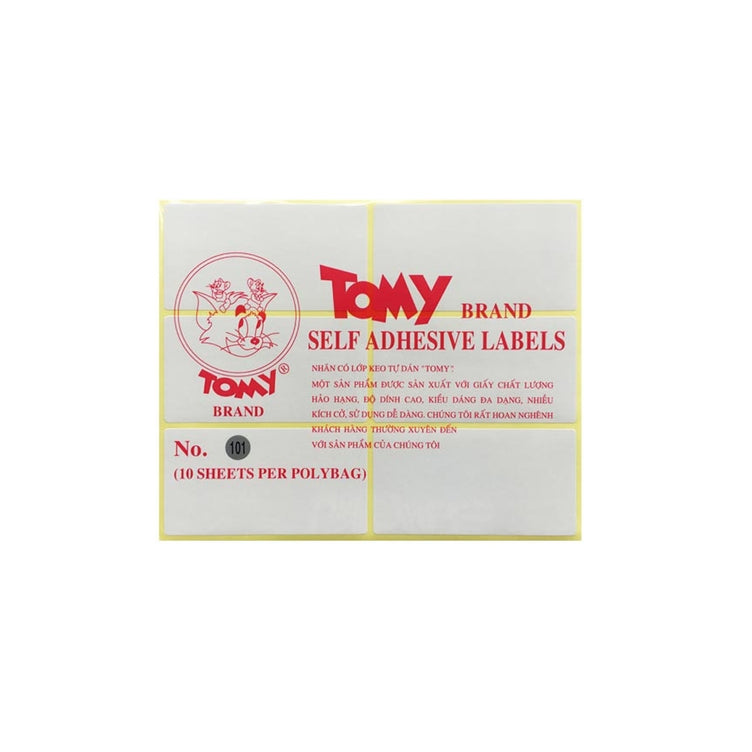 TOMY BRAND
SELF ADHESIVE LABELS
NHÃN CÓ LỚP KEO TỰ DÁN "TOMY".
MỘT SẢN PHẨM ĐƯỢC SẢN XUẤT VỚI GIẤY CHẤT LƯỢNG
HẢO HẠNG, ĐỘ DÍNH CAO, KIỂU DÁNG ĐA DẠNG, NHIỀU
KÍCH CỞ, SỬ DỤNG DỄ DÀNG. CHÚNG TÔI RẤT HOAN NGHÊNH
KHÁCH HÀNG THƯỜNG XUYÊN ĐẾN
VỚI SẢN PHẨM CỦA CHÚNG TÔI
TOMY®
BRAND
No. 101
(10 SHEETS PER POLYBAG)